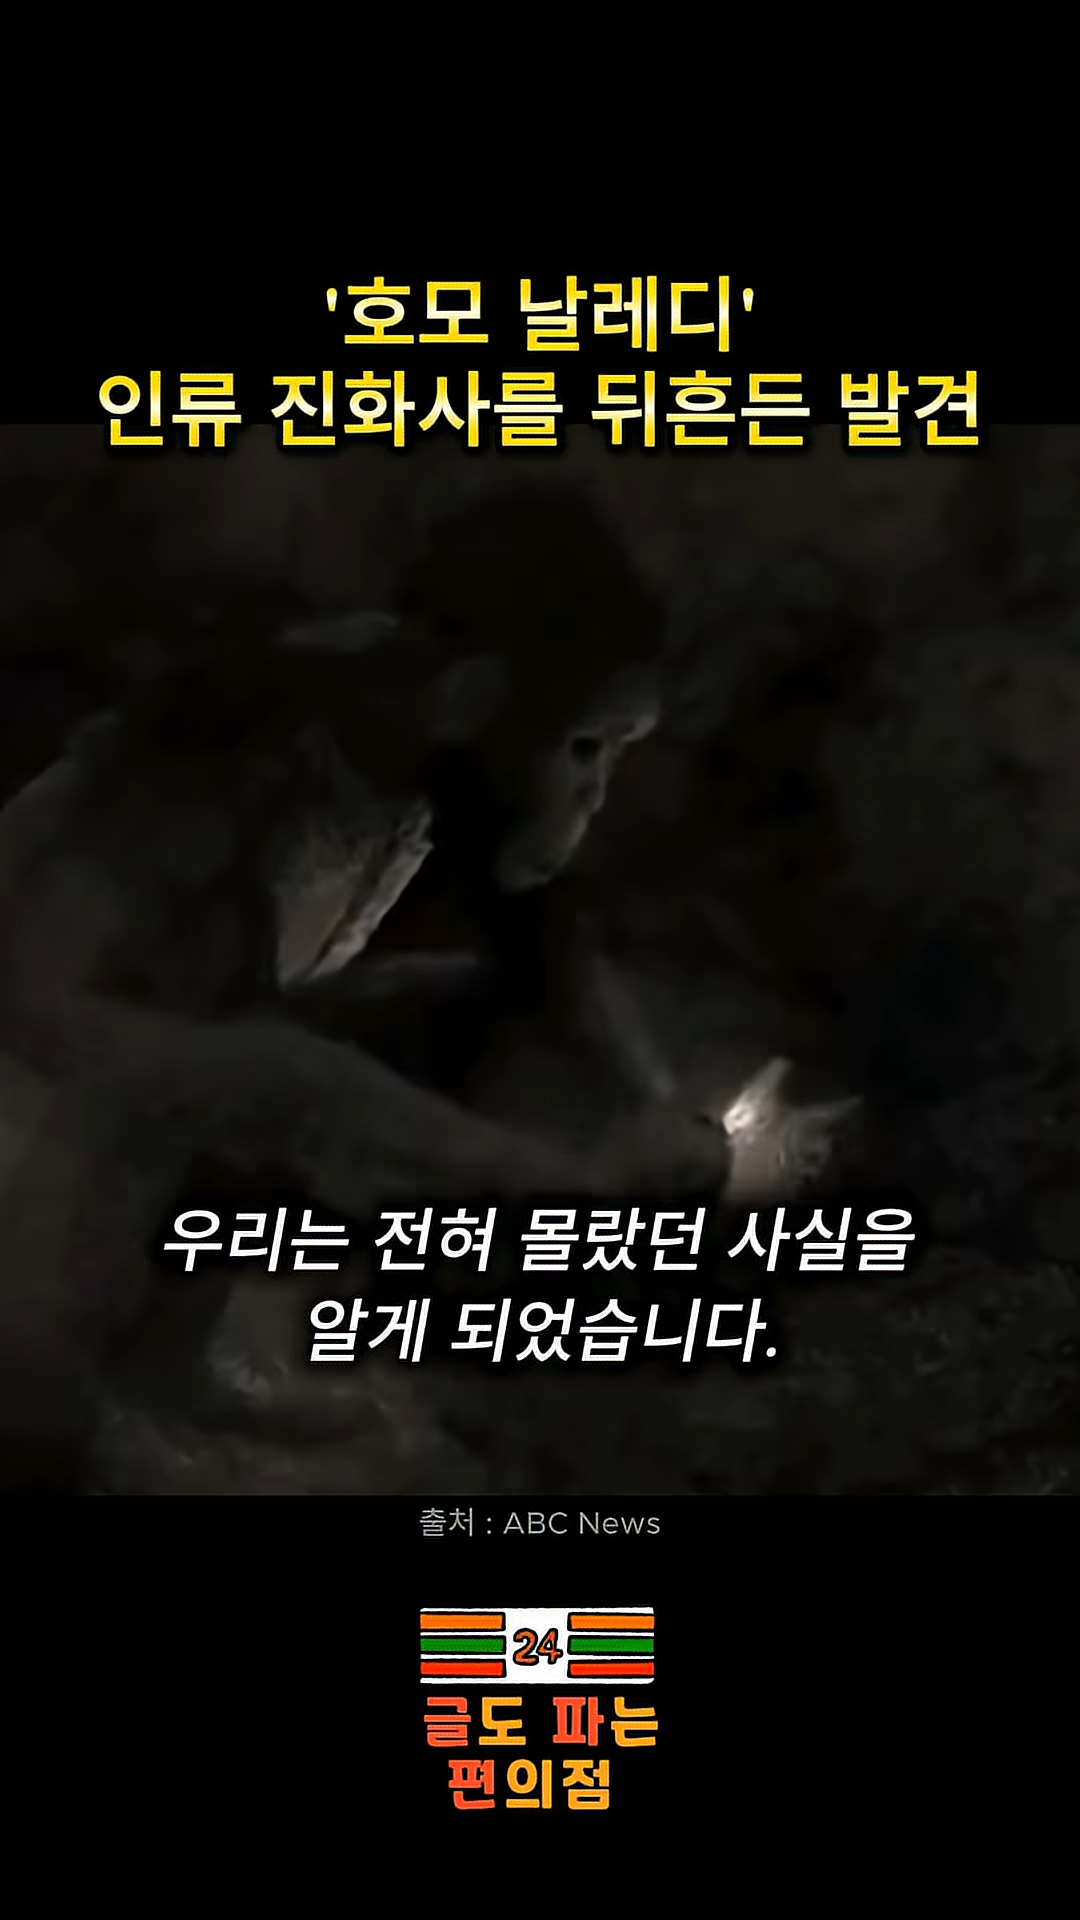 '호모 날레디'
인류 진화사를 뒤흔든 발견
우리는 전혀 몰랐던 사실을
알게 되었습니다.
출처 : ABC News
24
글도 파는
편의점